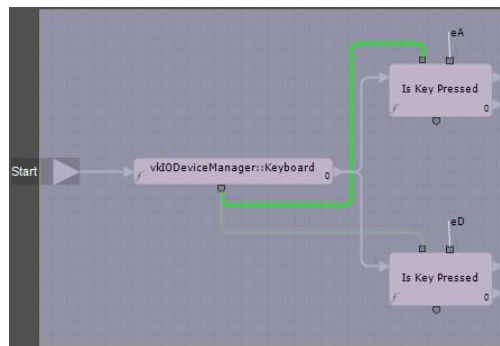 eA
Is Key Pressed
f
0
Start
vkIODeviceManager::Keyboard
f
0
eD
Is Key Pressed
f
0